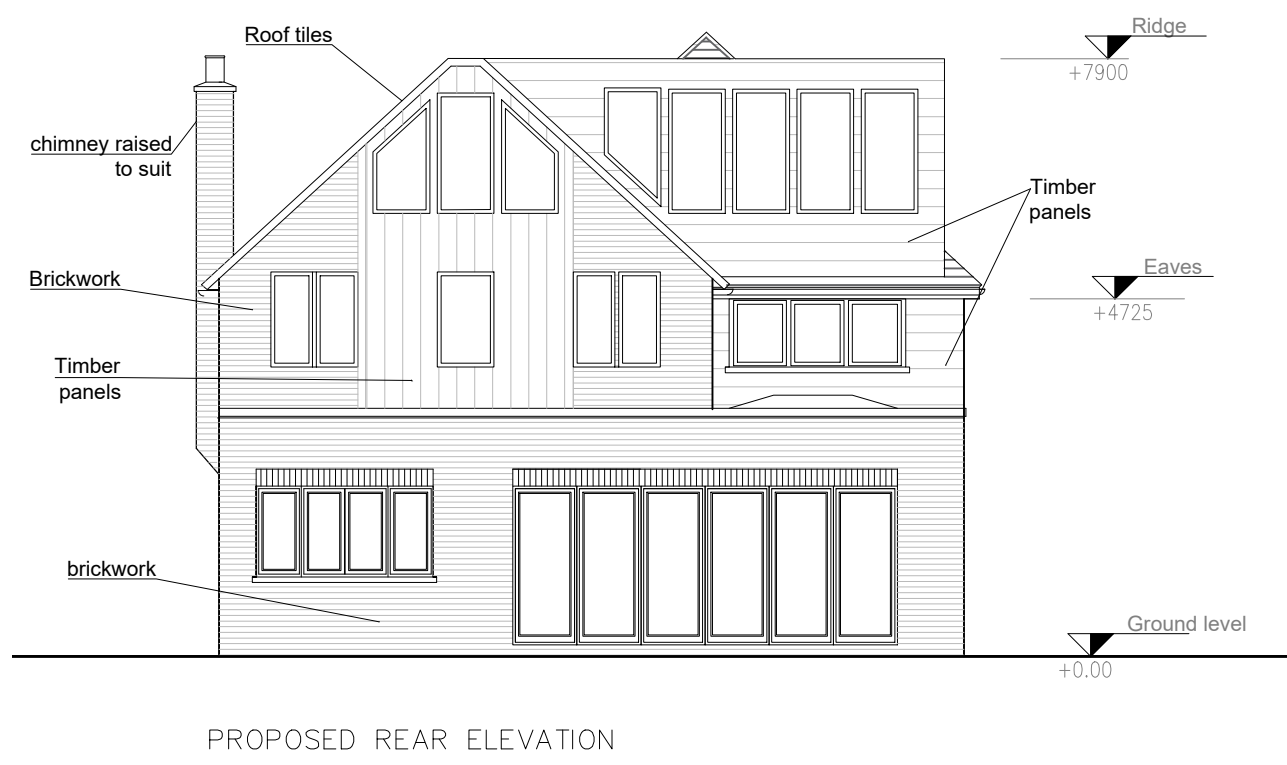 Ridge
Roof tiles
+7900
chimney raised
to suit
Timber
panels
Eaves
Brickwork
+4725
Timber
panels
brickwork
Ground level
+0.00
PROPOSED REAR ELEVATION